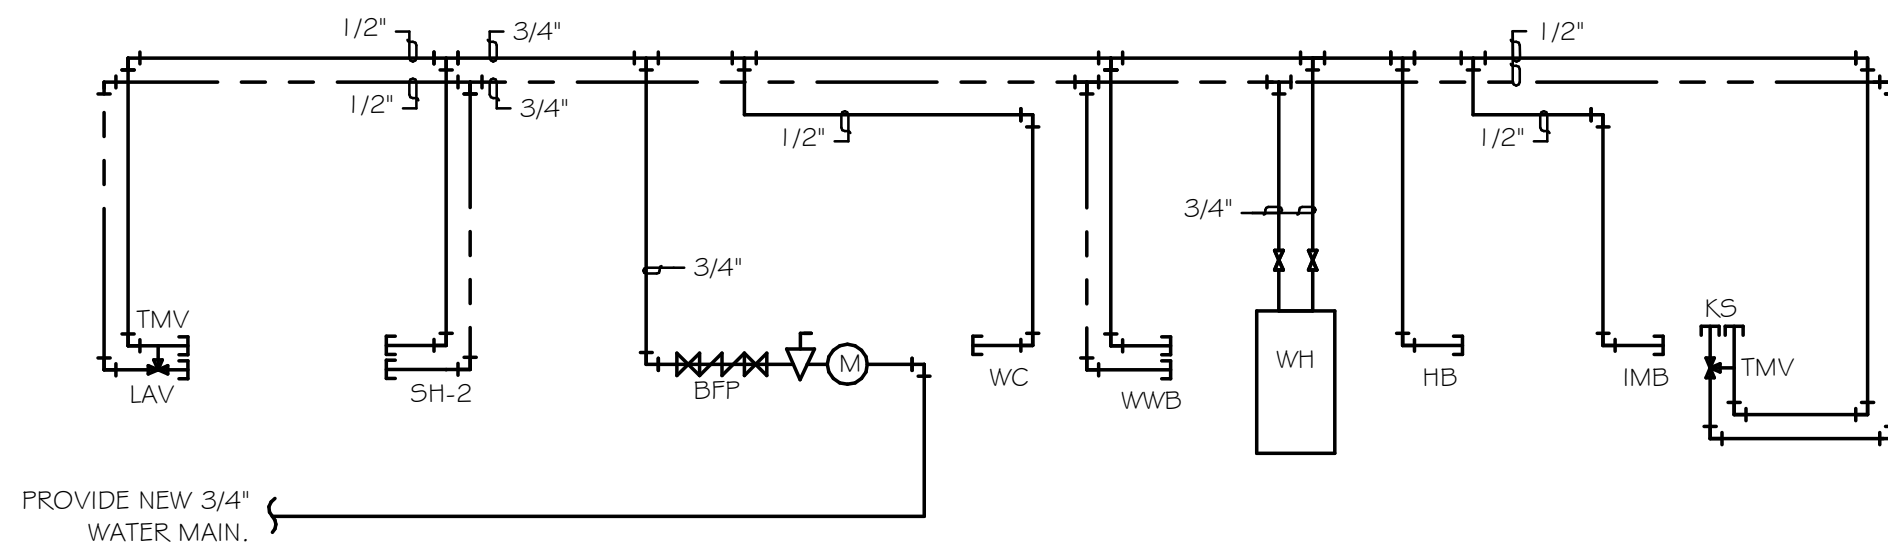 1/2"
3/4"
1/2"
1/2"
3/4"
1/2"
1/2"
3/4"
3/4"
TMV
LAV
SH-2
BFP
M
WC
WWB
WH
HB
IMB
KS
TMV
PROVIDE NEW 3/4"
WATER MAIN.